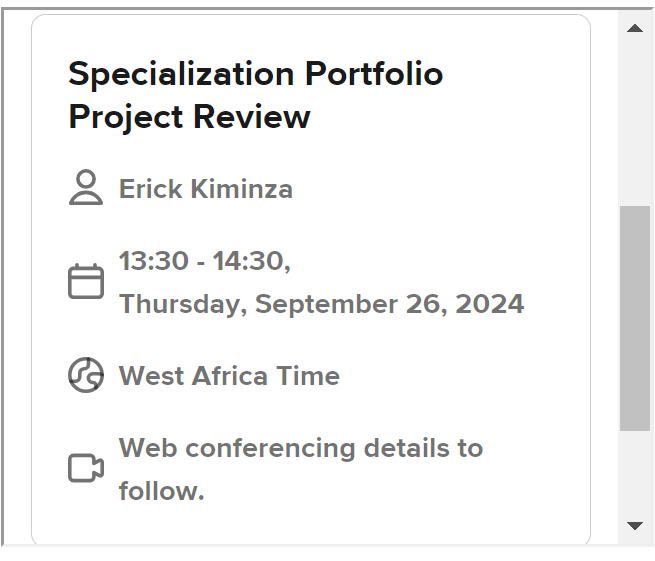 Specialization Portfolio
Project Review
Erick Kiminza
13:30 - 14:30,
Thursday, September 26, 2024
West Africa Time
Web conferencing details to
follow.